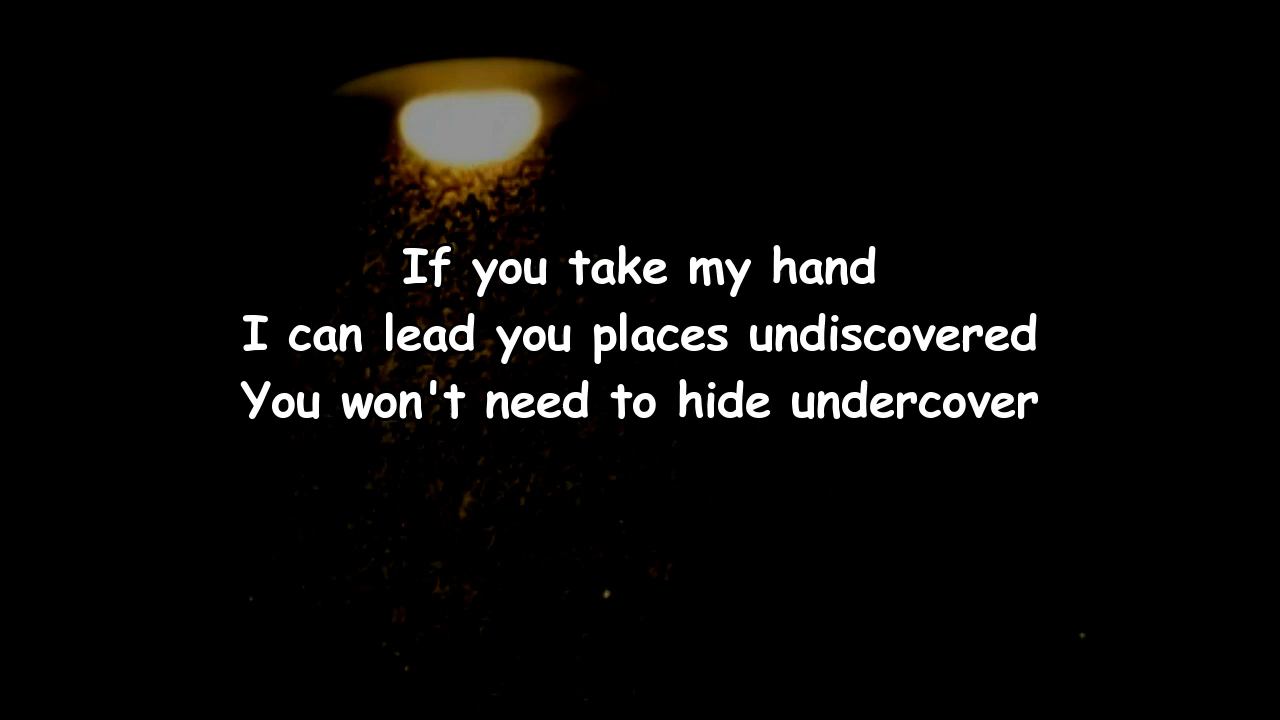 If you take my hand
I can lead you places undiscovered
You won't need to hide undercover